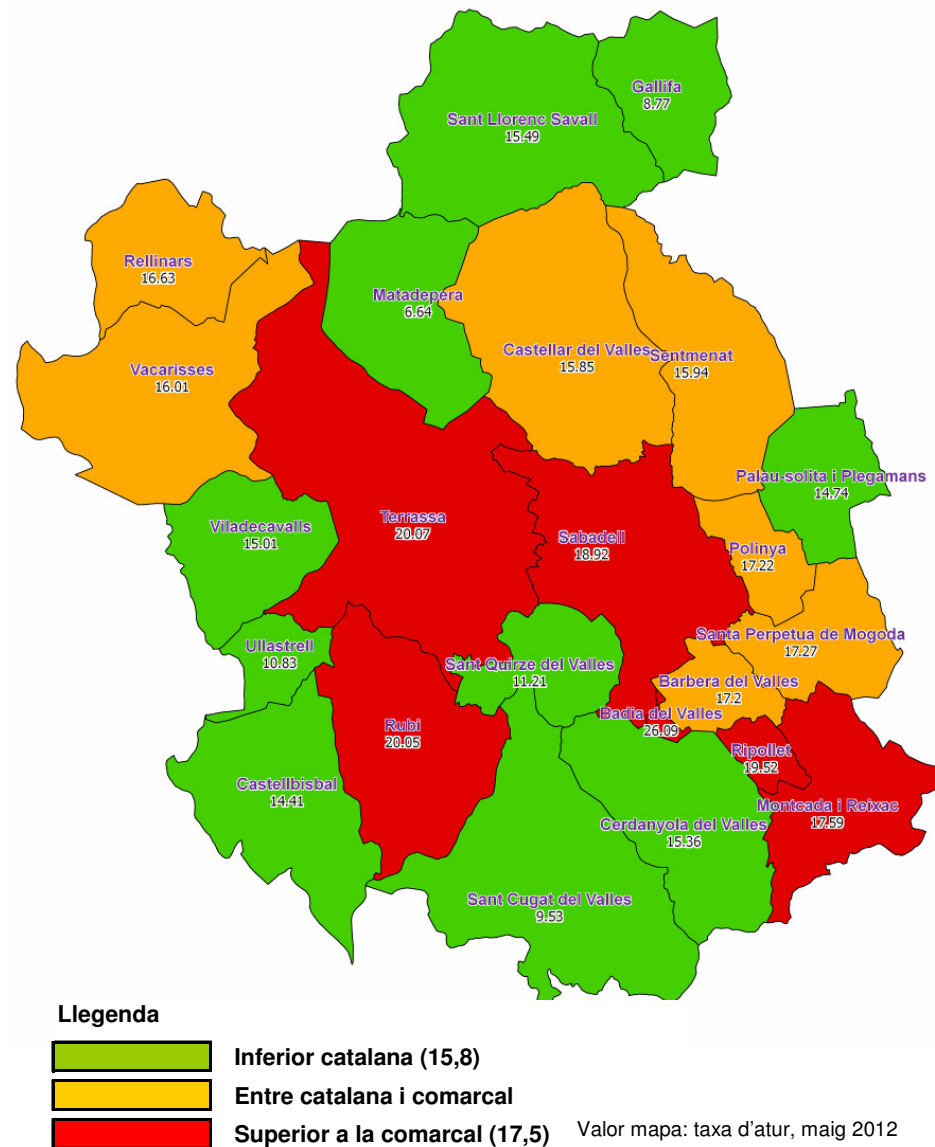 Gallifa
8.77
Sant Llorenc Savall
15.49
Rellinars
16.63
Matadepera
6.64
Castellar del Valles
15.85
Sentmenat
15.94
Vacarisses
16.01
Palau-solita i Plegamans
14.74
Viladecavalls
15.01
Terrassa
20.07
Sabadell
18.92
Polinya
17.22
Santa Perpetua de Mogoda
17.27
Ullastrell
10.83
Sant Quirze del Valles
11.21
Barbera del Valles
17.2
Badia del Valles
26.09
Rubi
20.05
Ripollet
19.52
Castellbisbal
14.41
Montcada i Reixac
17.59
Cerdanyola del Valles
15.36
Sant Cugat del Valles
9.53
Llegenda
Inferior catalana (15,8)
Entre catalana i comarcal
Superior a la comarcal (17,5)
Valor mapa: taxa d'atur, maig 2012